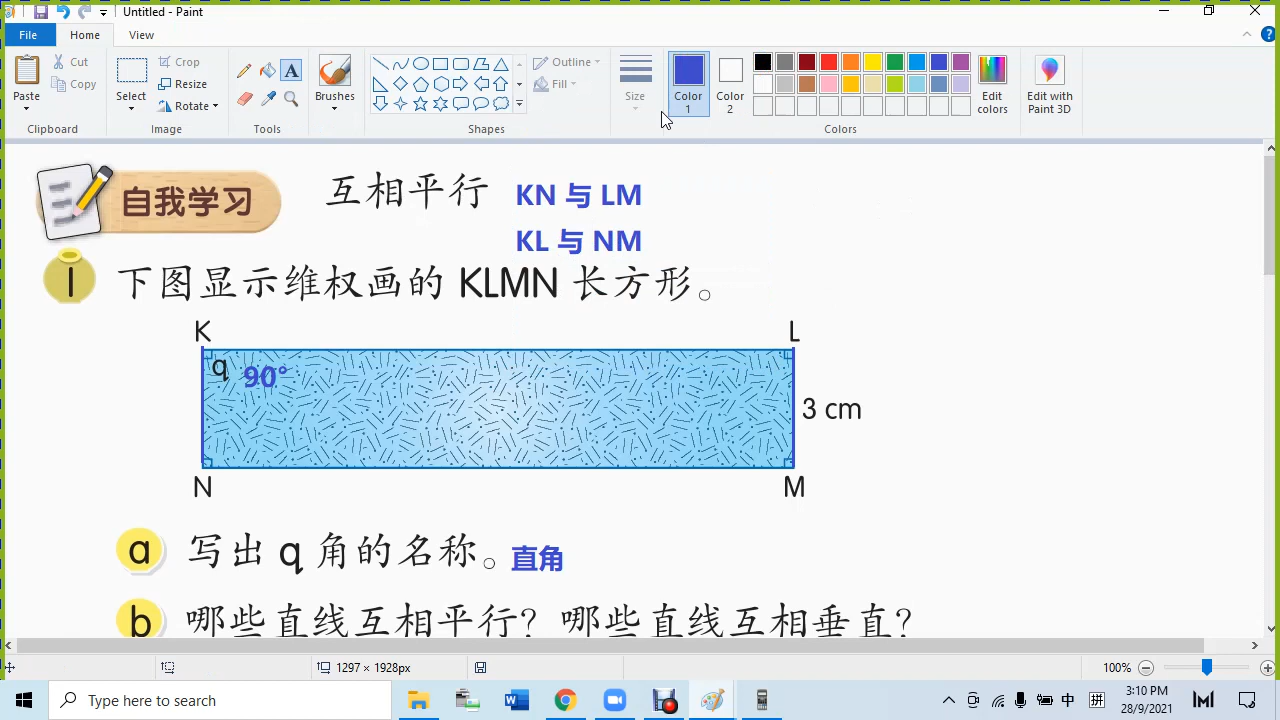 Untitled - Paint
File Home View
Cut
Copy
Paste
Clipboard
Crop
Resize
Rotate
Select
Image
A
Tools
Brushes
Outline
Fill
Shapes
Size
Color 1
Color 2
Edit colors
Edit with Paint 3D
Colors
自我学习
互相平行 KN 与 LM
KL 与 NM
1 下图显示维权画的 KLMN 长方形。
K L
q 90°
3 cm
N M
a 写出 q 角的名称。直角
b 哪些直线互相平行？哪些直线互相垂直？
1297 × 1928px
100%
Type here to search
中 拼
3:10 PM
28/9/2021